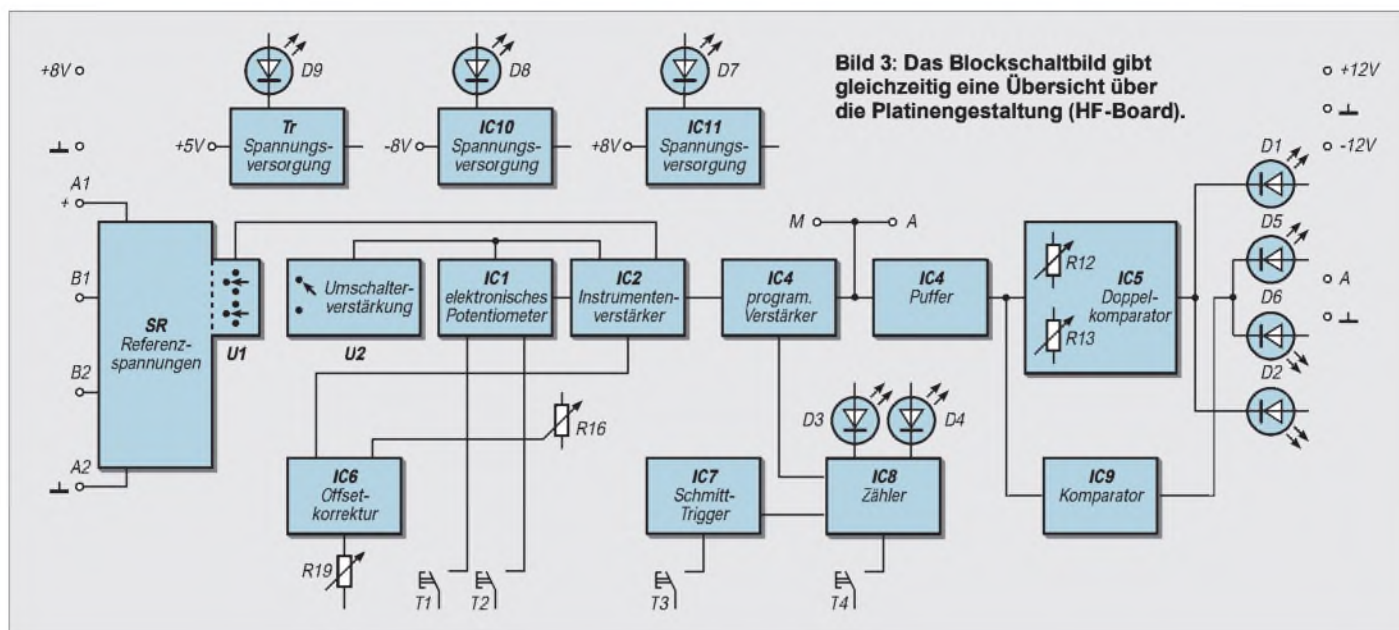 Bild 3: Das Blockschaltbild gibt
gleichzeitig eine Übersicht über
die Platinengestaltung (HF-Board).
+8V
D9
D8
D7
+12V
Tr
Spannungs-
versorgung
+5V
IC10
Spannungs-
versorgung
-8V
IC11
Spannungs-
versorgung
+8V
-12V
D1
A1
+
B1
B2
A2
SR
Referenz-
spannungen
U1
Umschalter-
verstärkung
U2
IC1
elektronisches
Potentiometer
IC2
Instrumenten-
verstärker
IC4
program.
Verstärker
M
A
IC4
Puffer
R12
R13
IC5
Doppel-
komparator
D5
D6
D2
A
R16
D3
D4
IC6
Offset-
korrektur
R19
T1
T2
IC7
Schmitt-
Trigger
T3
IC8
Zähler
T4
IC9
Komparator